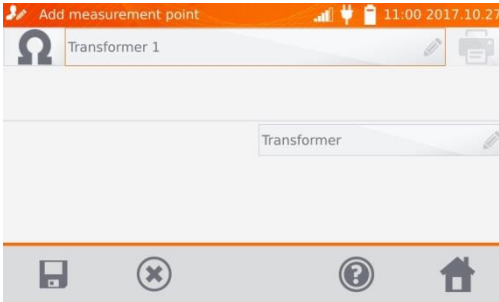 Add measurement point 11:00 2017.10.27
Ω Transformer 1
Transformer
?